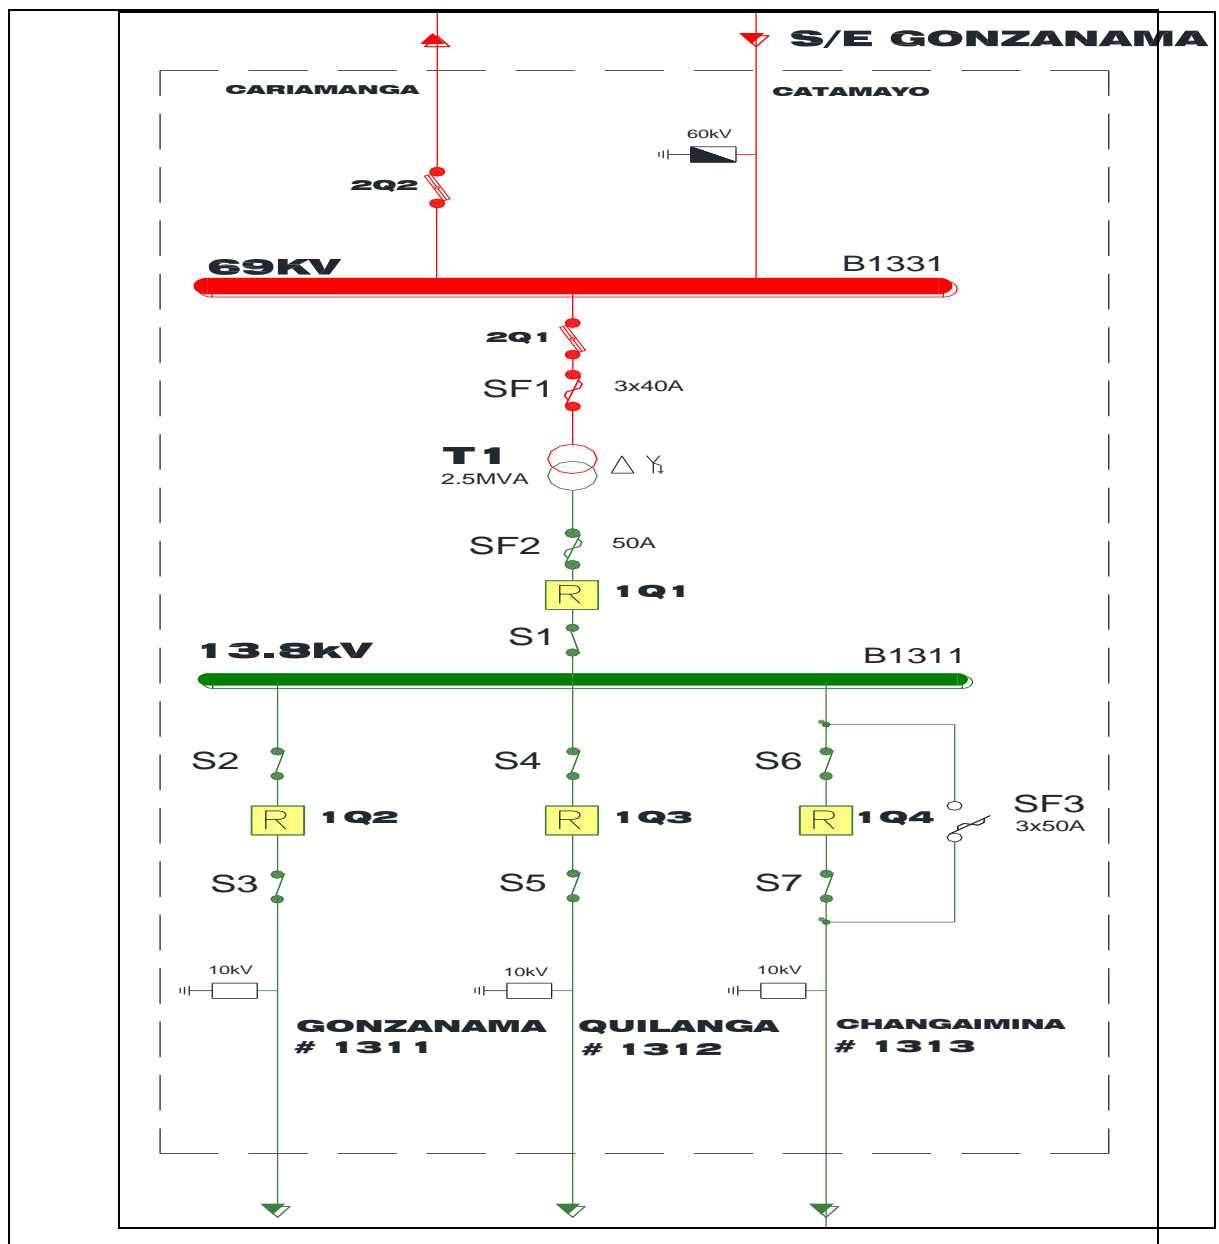 S/E GONZANAMA
CARIAMANGA
CATAMAYO
60kV
2Q2
69KV
B1331
2Q1
SF1
3x40A
T1
2.5MVA
SF2
50A
R
1Q1
S1
13.8kV
B1311
S2
S4
S6
R
1Q2
R
1Q3
R
1Q4
SF3
3x50A
S3
S5
S7
10kV
10kV
10kV
GONZANAMA
# 1311
QUILANGA
# 1312
CHANGAIMINA
# 1313